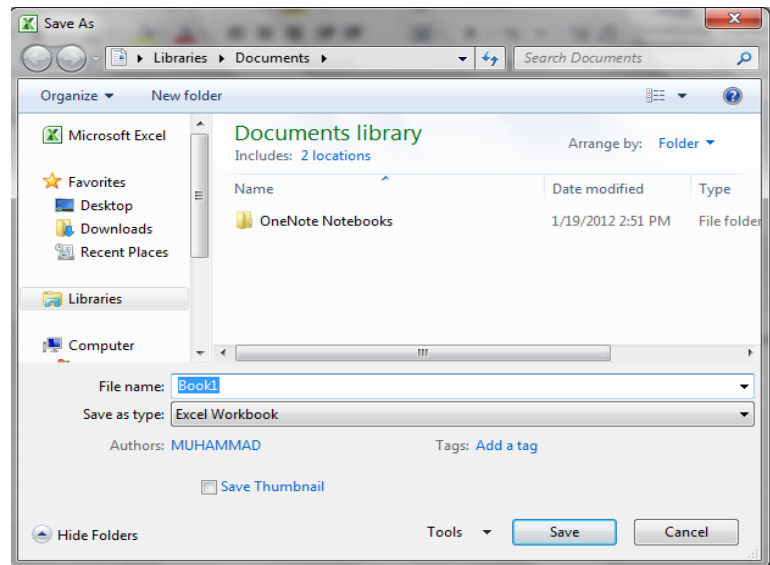 Save As
Libraries Documents
Search Documents
Organize New folder
Microsoft Excel
Favorites
Desktop
Downloads
Recent Places
Libraries
Computer
Documents library
Includes: 2 locations
Arrange by: Folder
Name Date modified Type
OneNote Notebooks 1/19/2012 2:51 PM File folder
File name: Book1
Save as type: Excel Workbook
Authors: MUHAMMAD Tags: Add a tag
Save Thumbnail
Hide Folders Tools Save Cancel